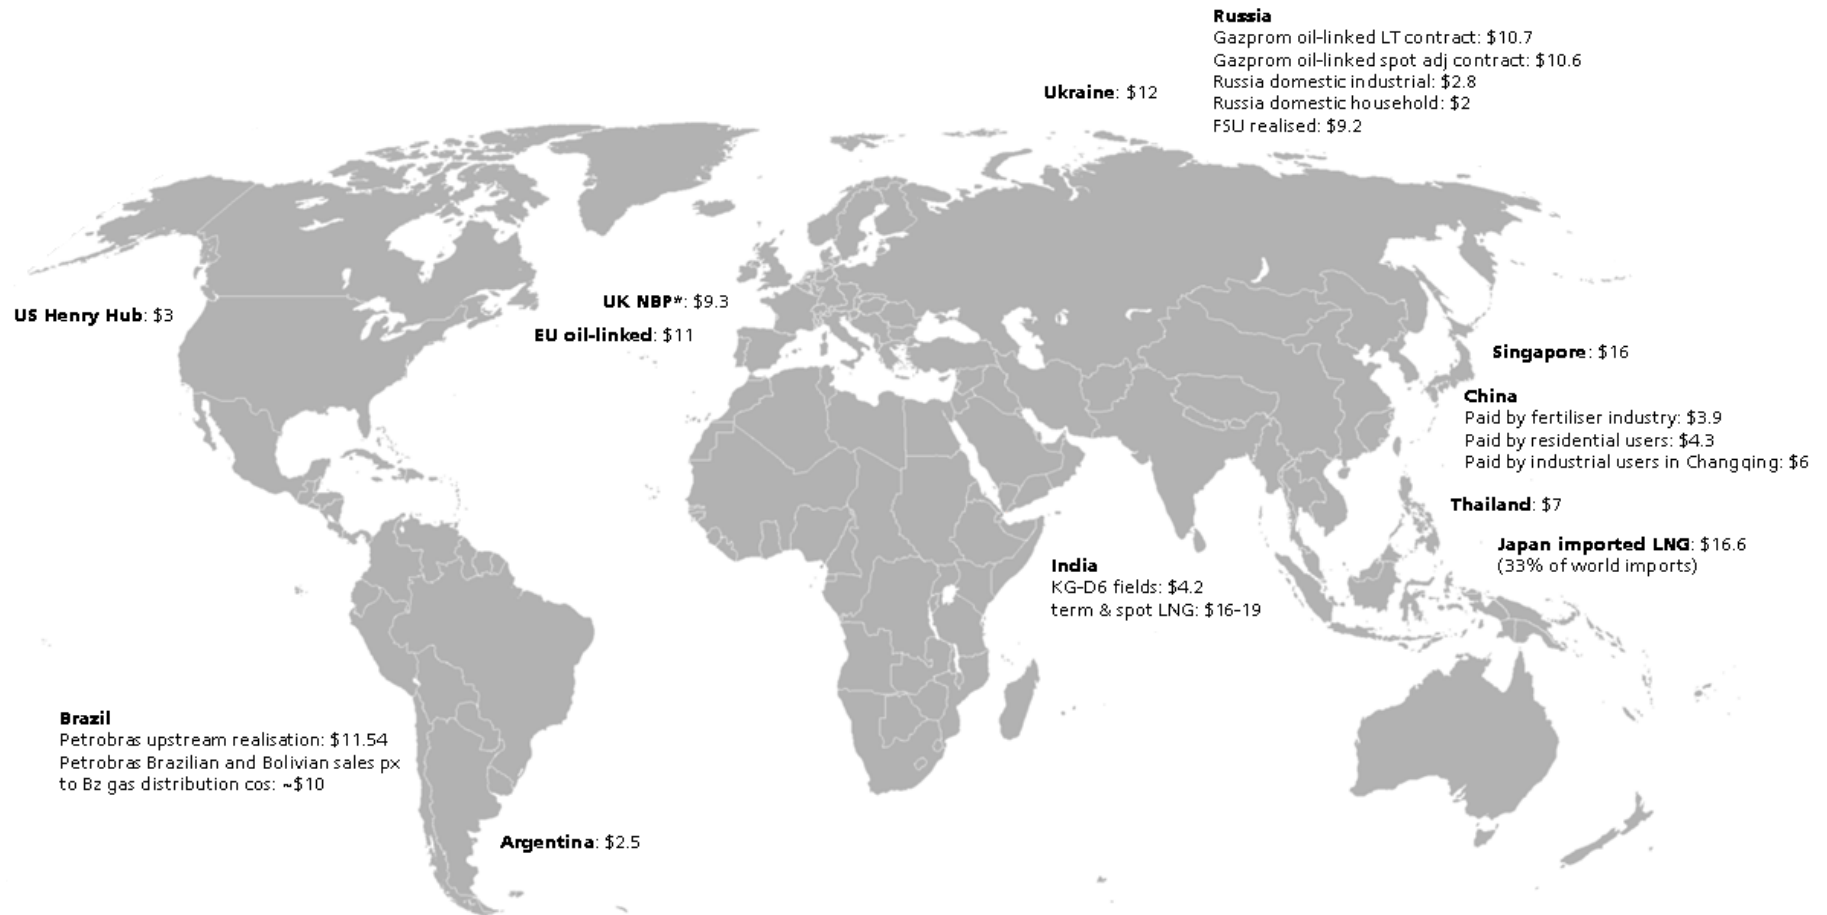 Russia
Gazprom oil-linked LT contract: $10.7
Gazprom oil-linked spot adj contract: $10.6
Russia domestic industrial: $2.8
Russia domestic household: $2
FSU realised: $9.2
Ukraine: $12
US Henry Hub: $3
UK NBP*: $9.3
EU oil-linked: $11
Singapore: $16
China
Paid by fertiliser industry: $3.9
Paid by residential users: $4.3
Paid by industrial users in Changqing: $6
Thailand: $7
Japan imported LNG: $16.6
(33% of world imports)
India
KG-D6 fields: $4.2
term & spot LNG: $16-19
Brazil
Petrobras upstream realisation: $11.54
Petrobras Brazilian and Bolivian sales px
to Bz gas distribution cos: ~$10
Argentina: $2.5